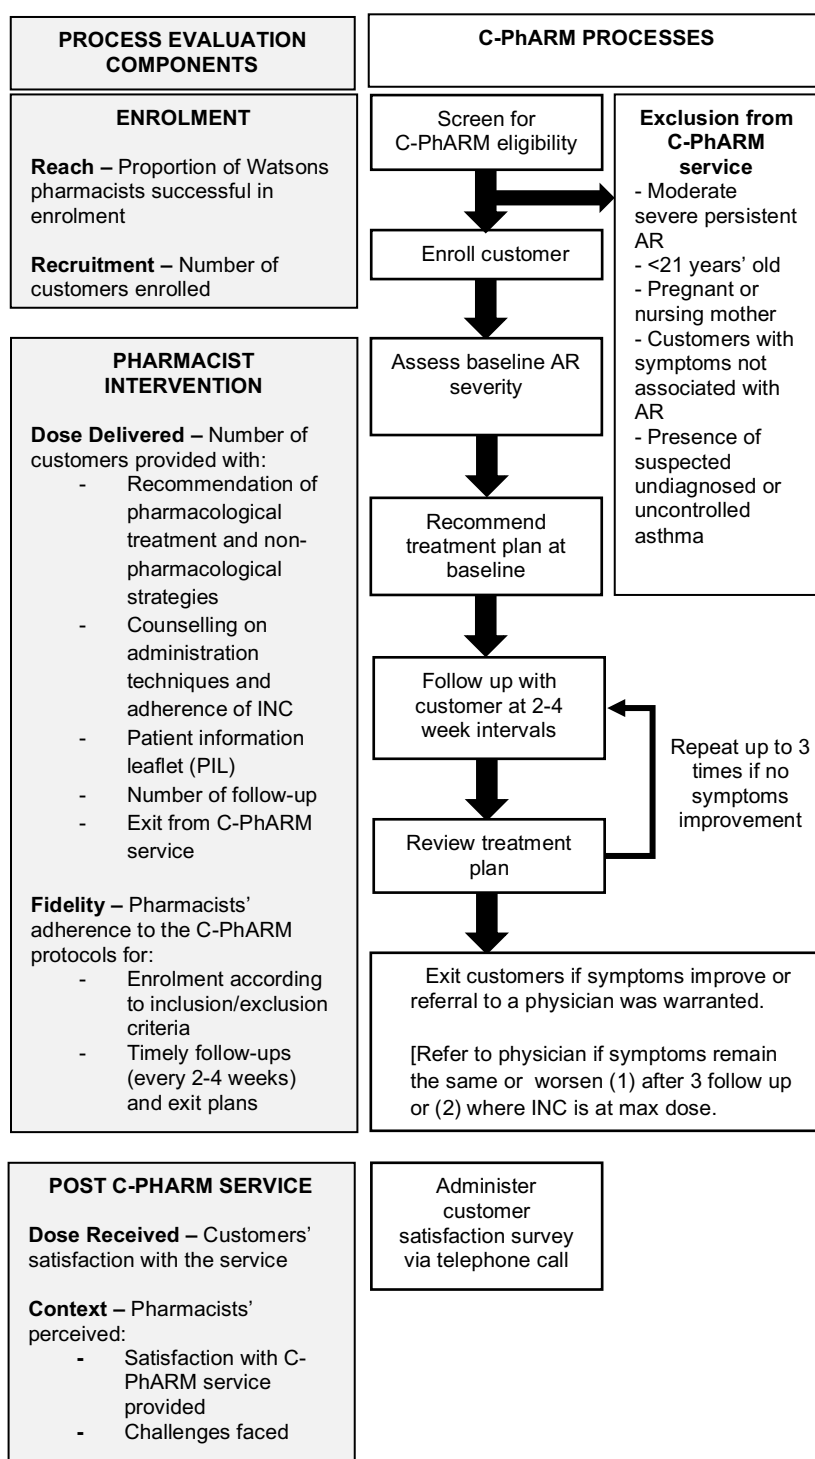 PROCESS EVALUATION
COMPONENTS
C-PhARM PROCESSES
ENROLMENT
Reach – Proportion of Watsons
pharmacists successful in
enrolment
Recruitment – Number of
customers enrolled
Screen for
C-PhARM eligibility
Exclusion from
C-PhARM
service
- Moderate
severe persistent
AR
- <21 years’ old
- Pregnant or
nursing mother
- Customers with
symptoms not
associated with
AR
- Presence of
suspected
undiagnosed or
uncontrolled
asthma
Enroll customer
PHARMACIST
INTERVENTION
Dose Delivered – Number of
customers provided with:
- Recommendation of
pharmacological
treatment and non-
pharmacological
strategies
- Counselling on
administration
techniques and
adherence of INC
- Patient information
leaflet (PIL)
- Number of follow-up
- Exit from C-PhARM
service
Fidelity – Pharmacists’
adherence to the C-PhARM
protocols for:
- Enrolment according
to inclusion/exclusion
criteria
- Timely follow-ups
(every 2-4 weeks)
and exit plans
Assess baseline AR
severity
Recommend
treatment plan at
baseline
Follow up with
customer at 2-4
week intervals
Repeat up to 3
times if no
symptoms
improvement
Review treatment
plan
Exit customers if symptoms improve or
referral to a physician was warranted.
[Refer to physician if symptoms remain
the same or worsen (1) after 3 follow up
or (2) where INC is at max dose.
POST C-PHARM SERVICE
Dose Received – Customers’
satisfaction with the service
Context – Pharmacists’
perceived:
- Satisfaction with C-
PhARM service
provided
- Challenges faced
Administer
customer
satisfaction survey
via telephone call